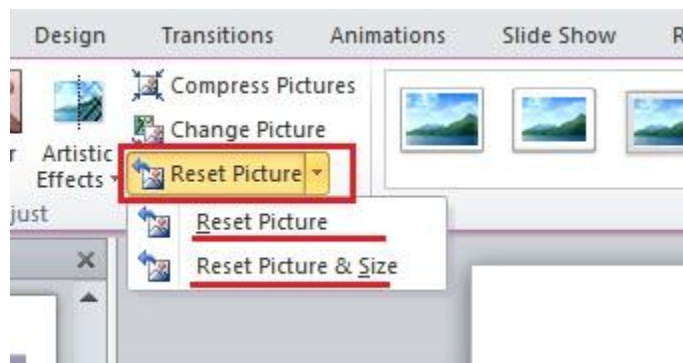 Design Transitions Animations Slide Show R
Compress Pictures
Change Picture
r Artistic
Effects
Reset Picture
just
Reset Picture
Reset Picture & Size